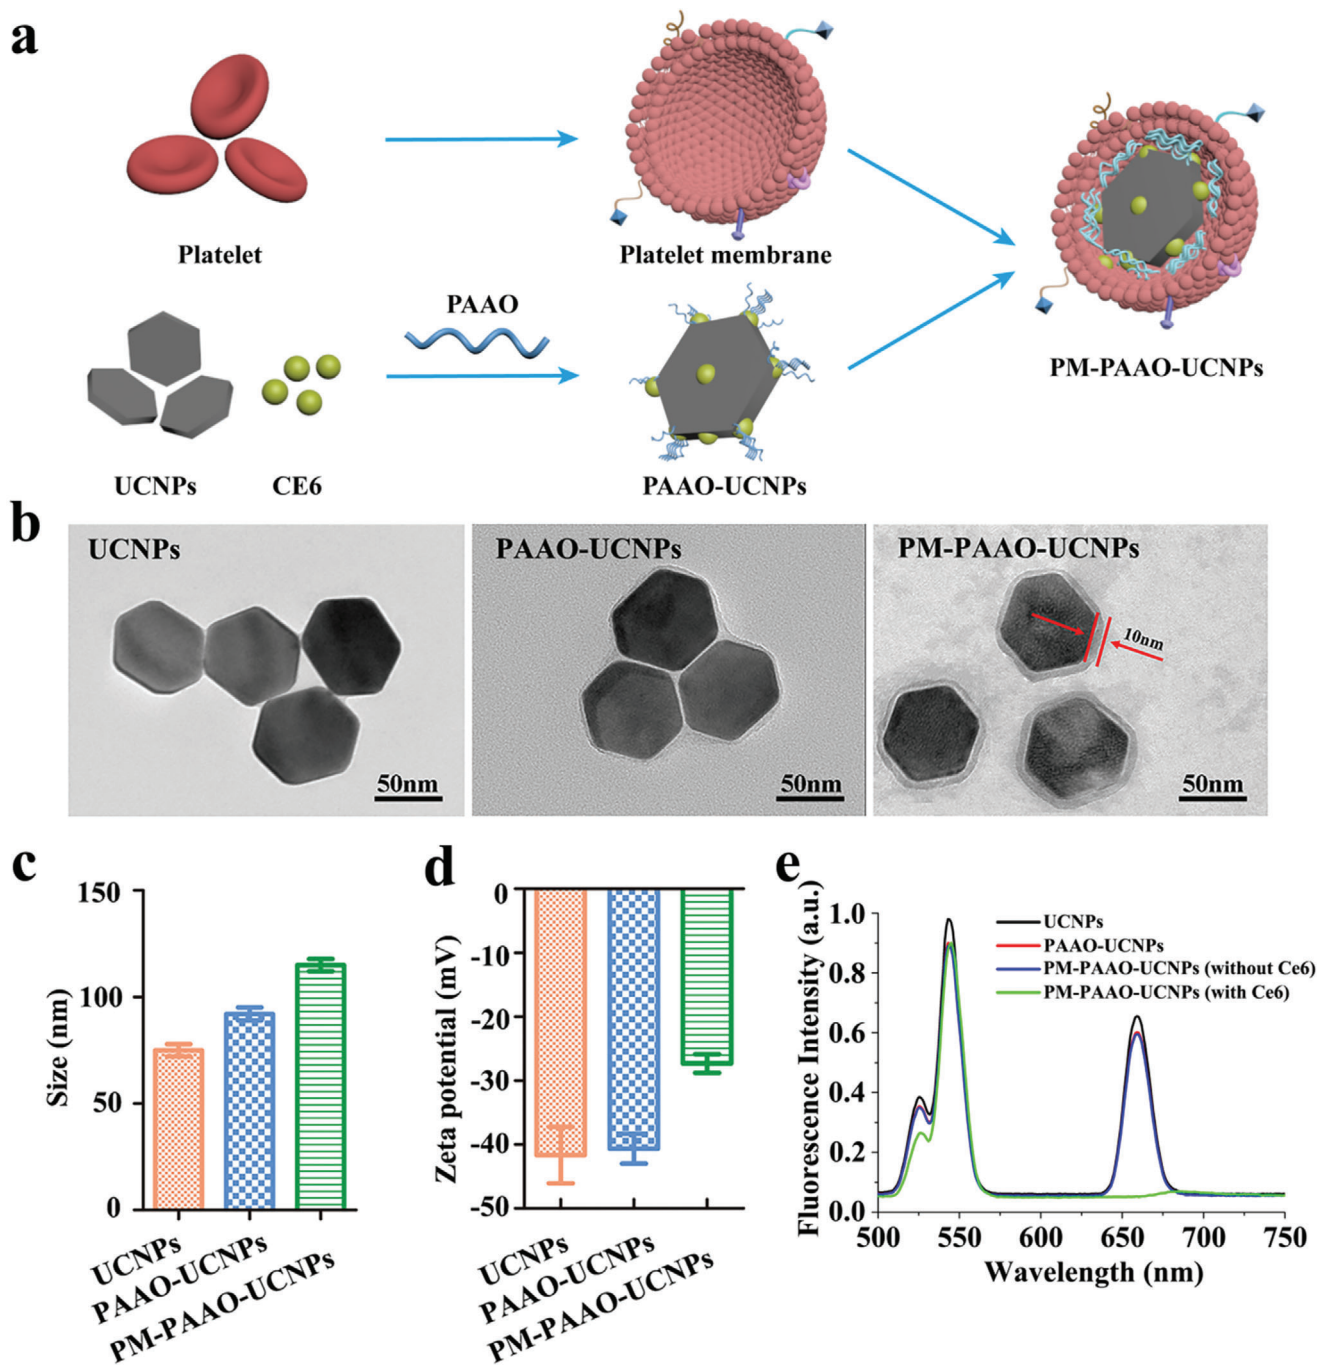 a
Platelet
Platelet membrane
PAAO
UCNPs
CE6
PAAO-UCNPs
PM-PAAO-UCNPs
b
UCNPs
50nm
PAAO-UCNPs
50nm
PM-PAAO-UCNPs
10nm
50nm
c
150
100
50
0
Size (nm)
UCNPs
PAAO-UCNPs
PM-PAAO-UCNPs
d
0
-10
-20
-30
-40
-50
Zeta potential (mV)
UCNPs
PAAO-UCNPs
PM-PAAO-UCNPs
e
1.0
0.8
0.6
0.4
0.2
0.0
Fluorescence Intensity (a.u.)
UCNPs
PAAO-UCNPs
PM-PAAO-UCNPs (without Ce6)
PM-PAAO-UCNPs (with Ce6)
500 550 600 650 700 750
Wavelength (nm)